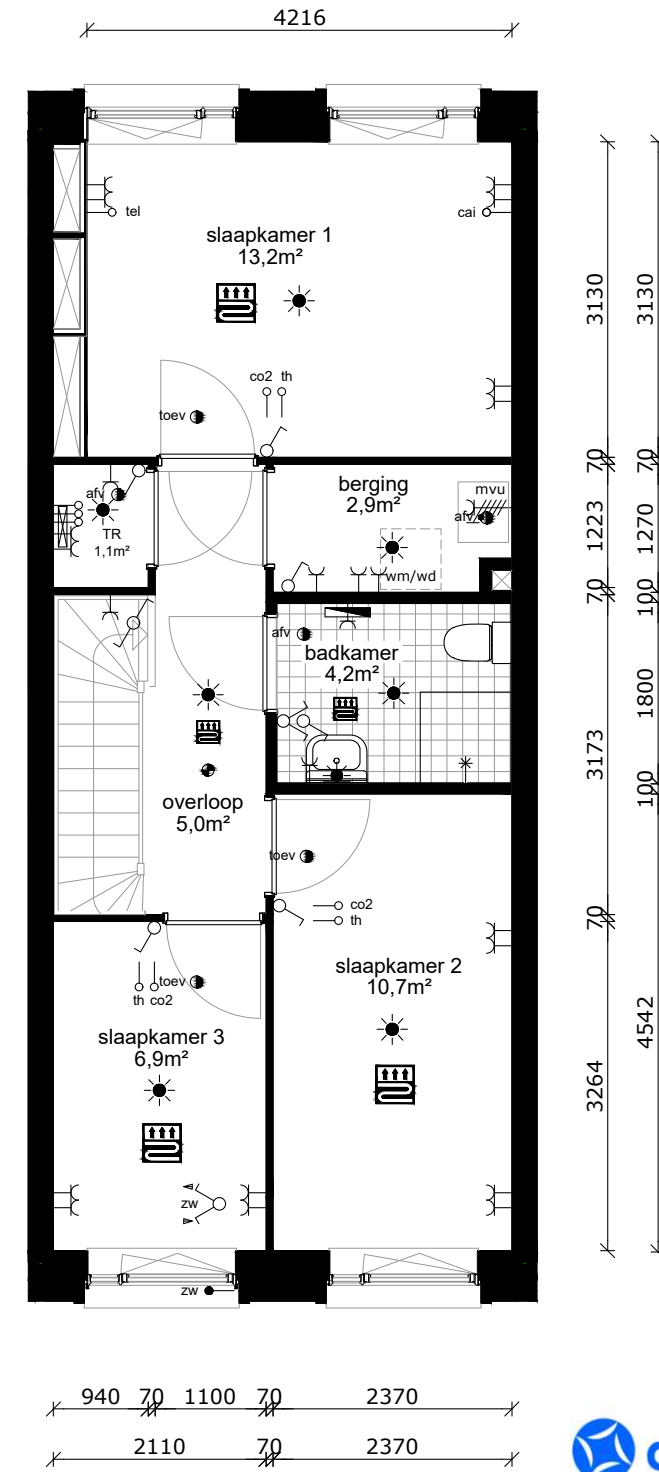 4216
tel
cai
slaapkamer 1
13,2m²
3130
3130
co2 th
toev
70
70
afv
TR
1,1m²
berging
2,9m²
mvu
afv
wm/wd
1223
1270
70
100
afv
badkamer
4,2m²
1800
3173
overloop
5,0m²
100
toev
co2
th
70
slaapkamer 2
10,7m²
toev
th co2
slaapkamer 3
6,9m²
4542
3264
zw
zw
940 70 1100 70 2370
2110 70 2370